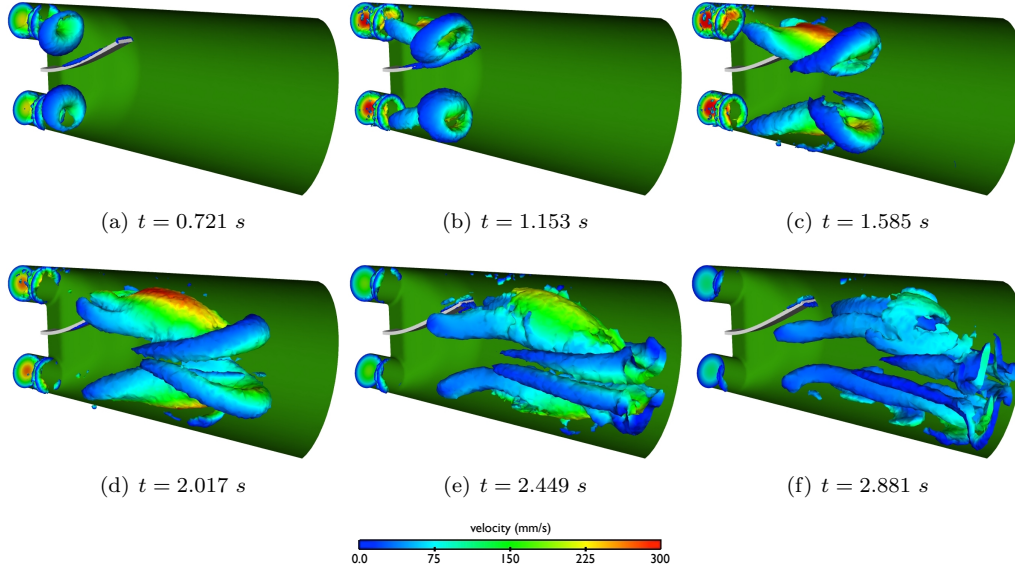 (a) t = 0.721 s
(b) t = 1.153 s
(c) t = 1.585 s
(d) t = 2.017 s
(e) t = 2.449 s
(f) t = 2.881 s
velocity (mm/s)
0.0 75 150 225 300